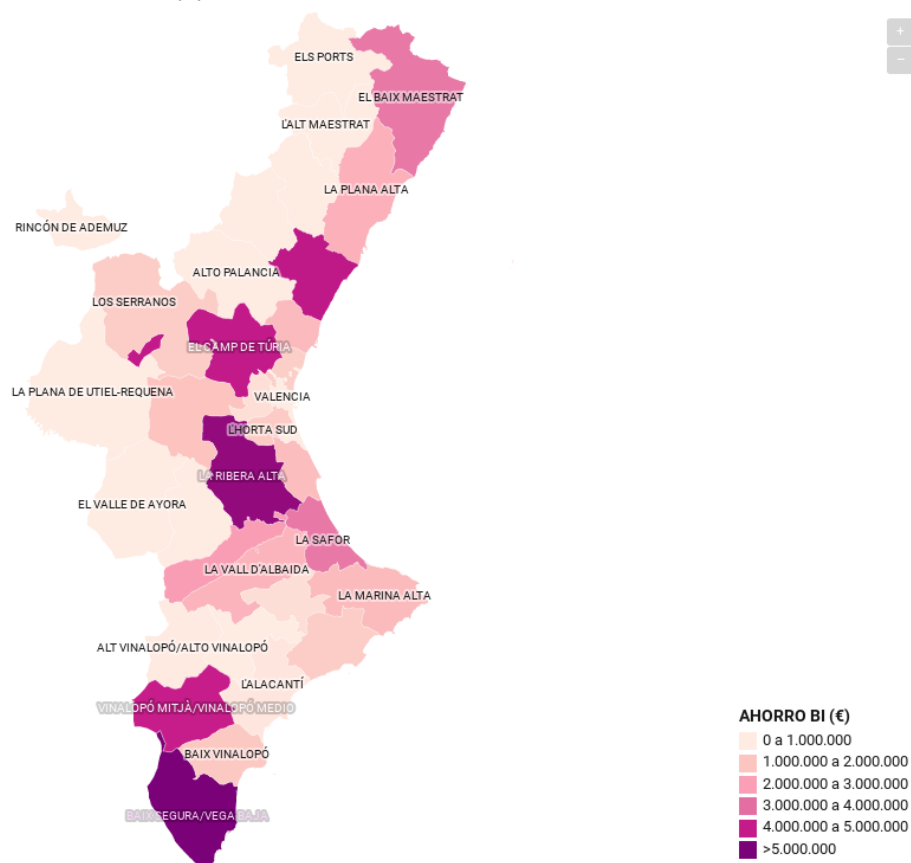 +
−
ELS PORTS
EL BAIX MAESTRAT
L'ALT MAESTRAT
LA PLANA ALTA
RINCÓN DE ADEMUZ
ALTO PALANCIA
LOS SERRANOS
EL CAMP DE TÚRIA
LA PLANA DE UTIEL-REQUENA
VALENCIA
L'HORTA SUD
LA RIBERA ALTA
EL VALLE DE AYORA
LA SAFOR
LA VALL D'ALBAIDA
LA MARINA ALTA
ALT VINALOPÓ/ALTO VINALOPÓ
L'ALACANTÍ
VINALOPÓ MITJÀ/VINALOPÓ MEDIO
BAIX VINALOPÓ
BAIX SEGURA/VEGA BAJA
AHORRO BI (€)
0 a 1.000.000
1.000.000 a 2.000.000
2.000.000 a 3.000.000
3.000.000 a 4.000.000
4.000.000 a 5.000.000
>5.000.000